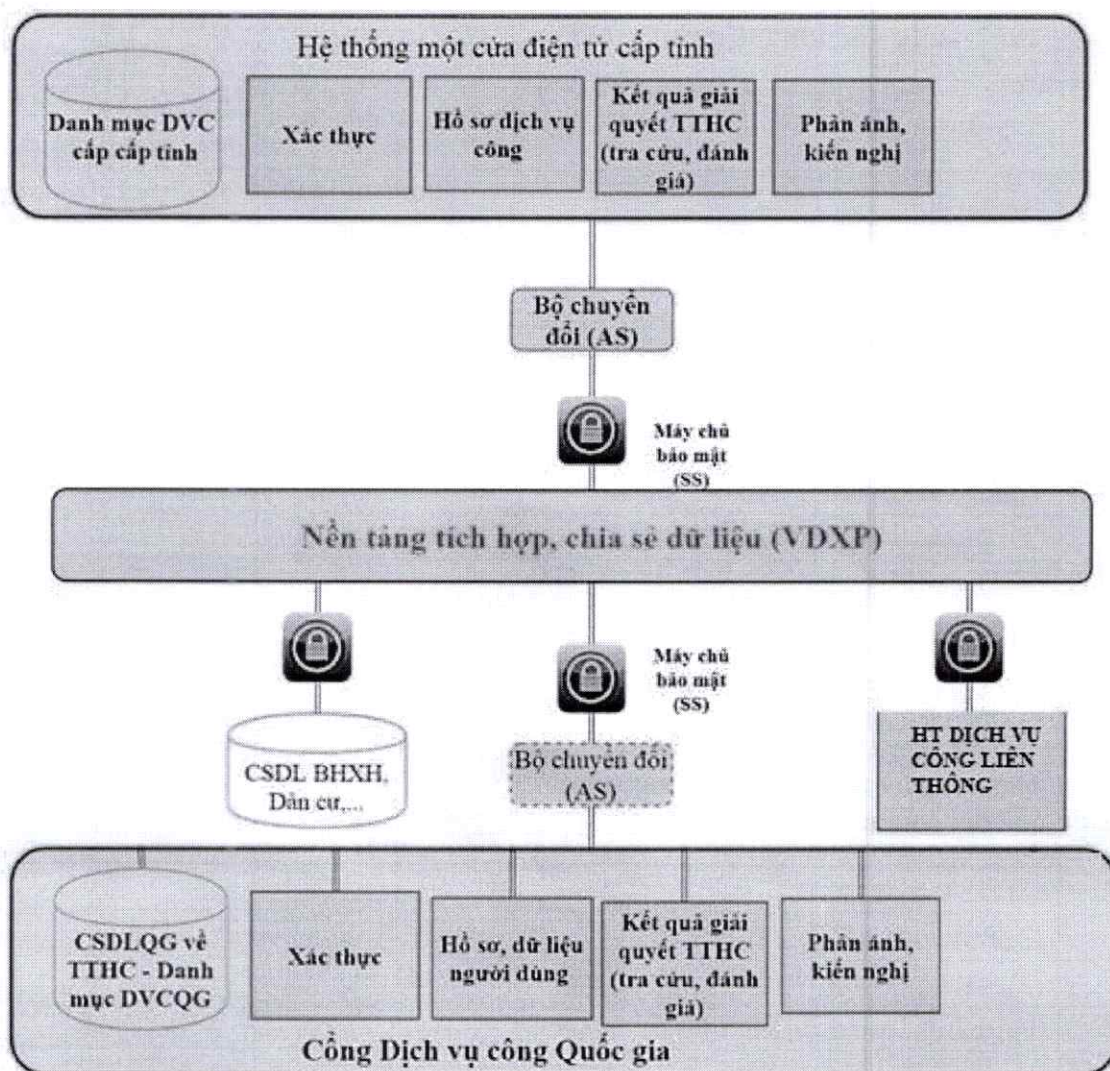 Hệ thống một cửa điện tử cấp tỉnh
Danh mục DVC
cấp cấp tỉnh
Xác thực
Hồ sơ dịch vụ
công
Kết quả giải
quyết TTHC
(tra cứu, đánh
giá)
Phản ánh,
kiến nghị
Bộ chuyển
đổi (AS)
Máy chủ
bảo mật
(SS)
Nền tảng tích hợp, chia sẻ dữ liệu (VDXP)
Máy chủ
bảo mật
(SS)
CSDL BHXH,
Dân cư,...
Bộ chuyển đổi
(AS)
HT DỊCH VỤ
CÔNG LIÊN
THÔNG
CSDLQG về
TTHC - Danh
mục DVCQG
Xác thực
Hồ sơ, dữ liệu
người dùng
Kết quả giải
quyết TTHC
(tra cứu, đánh
giá)
Phản ánh,
kiến nghị
Cổng Dịch vụ công Quốc gia